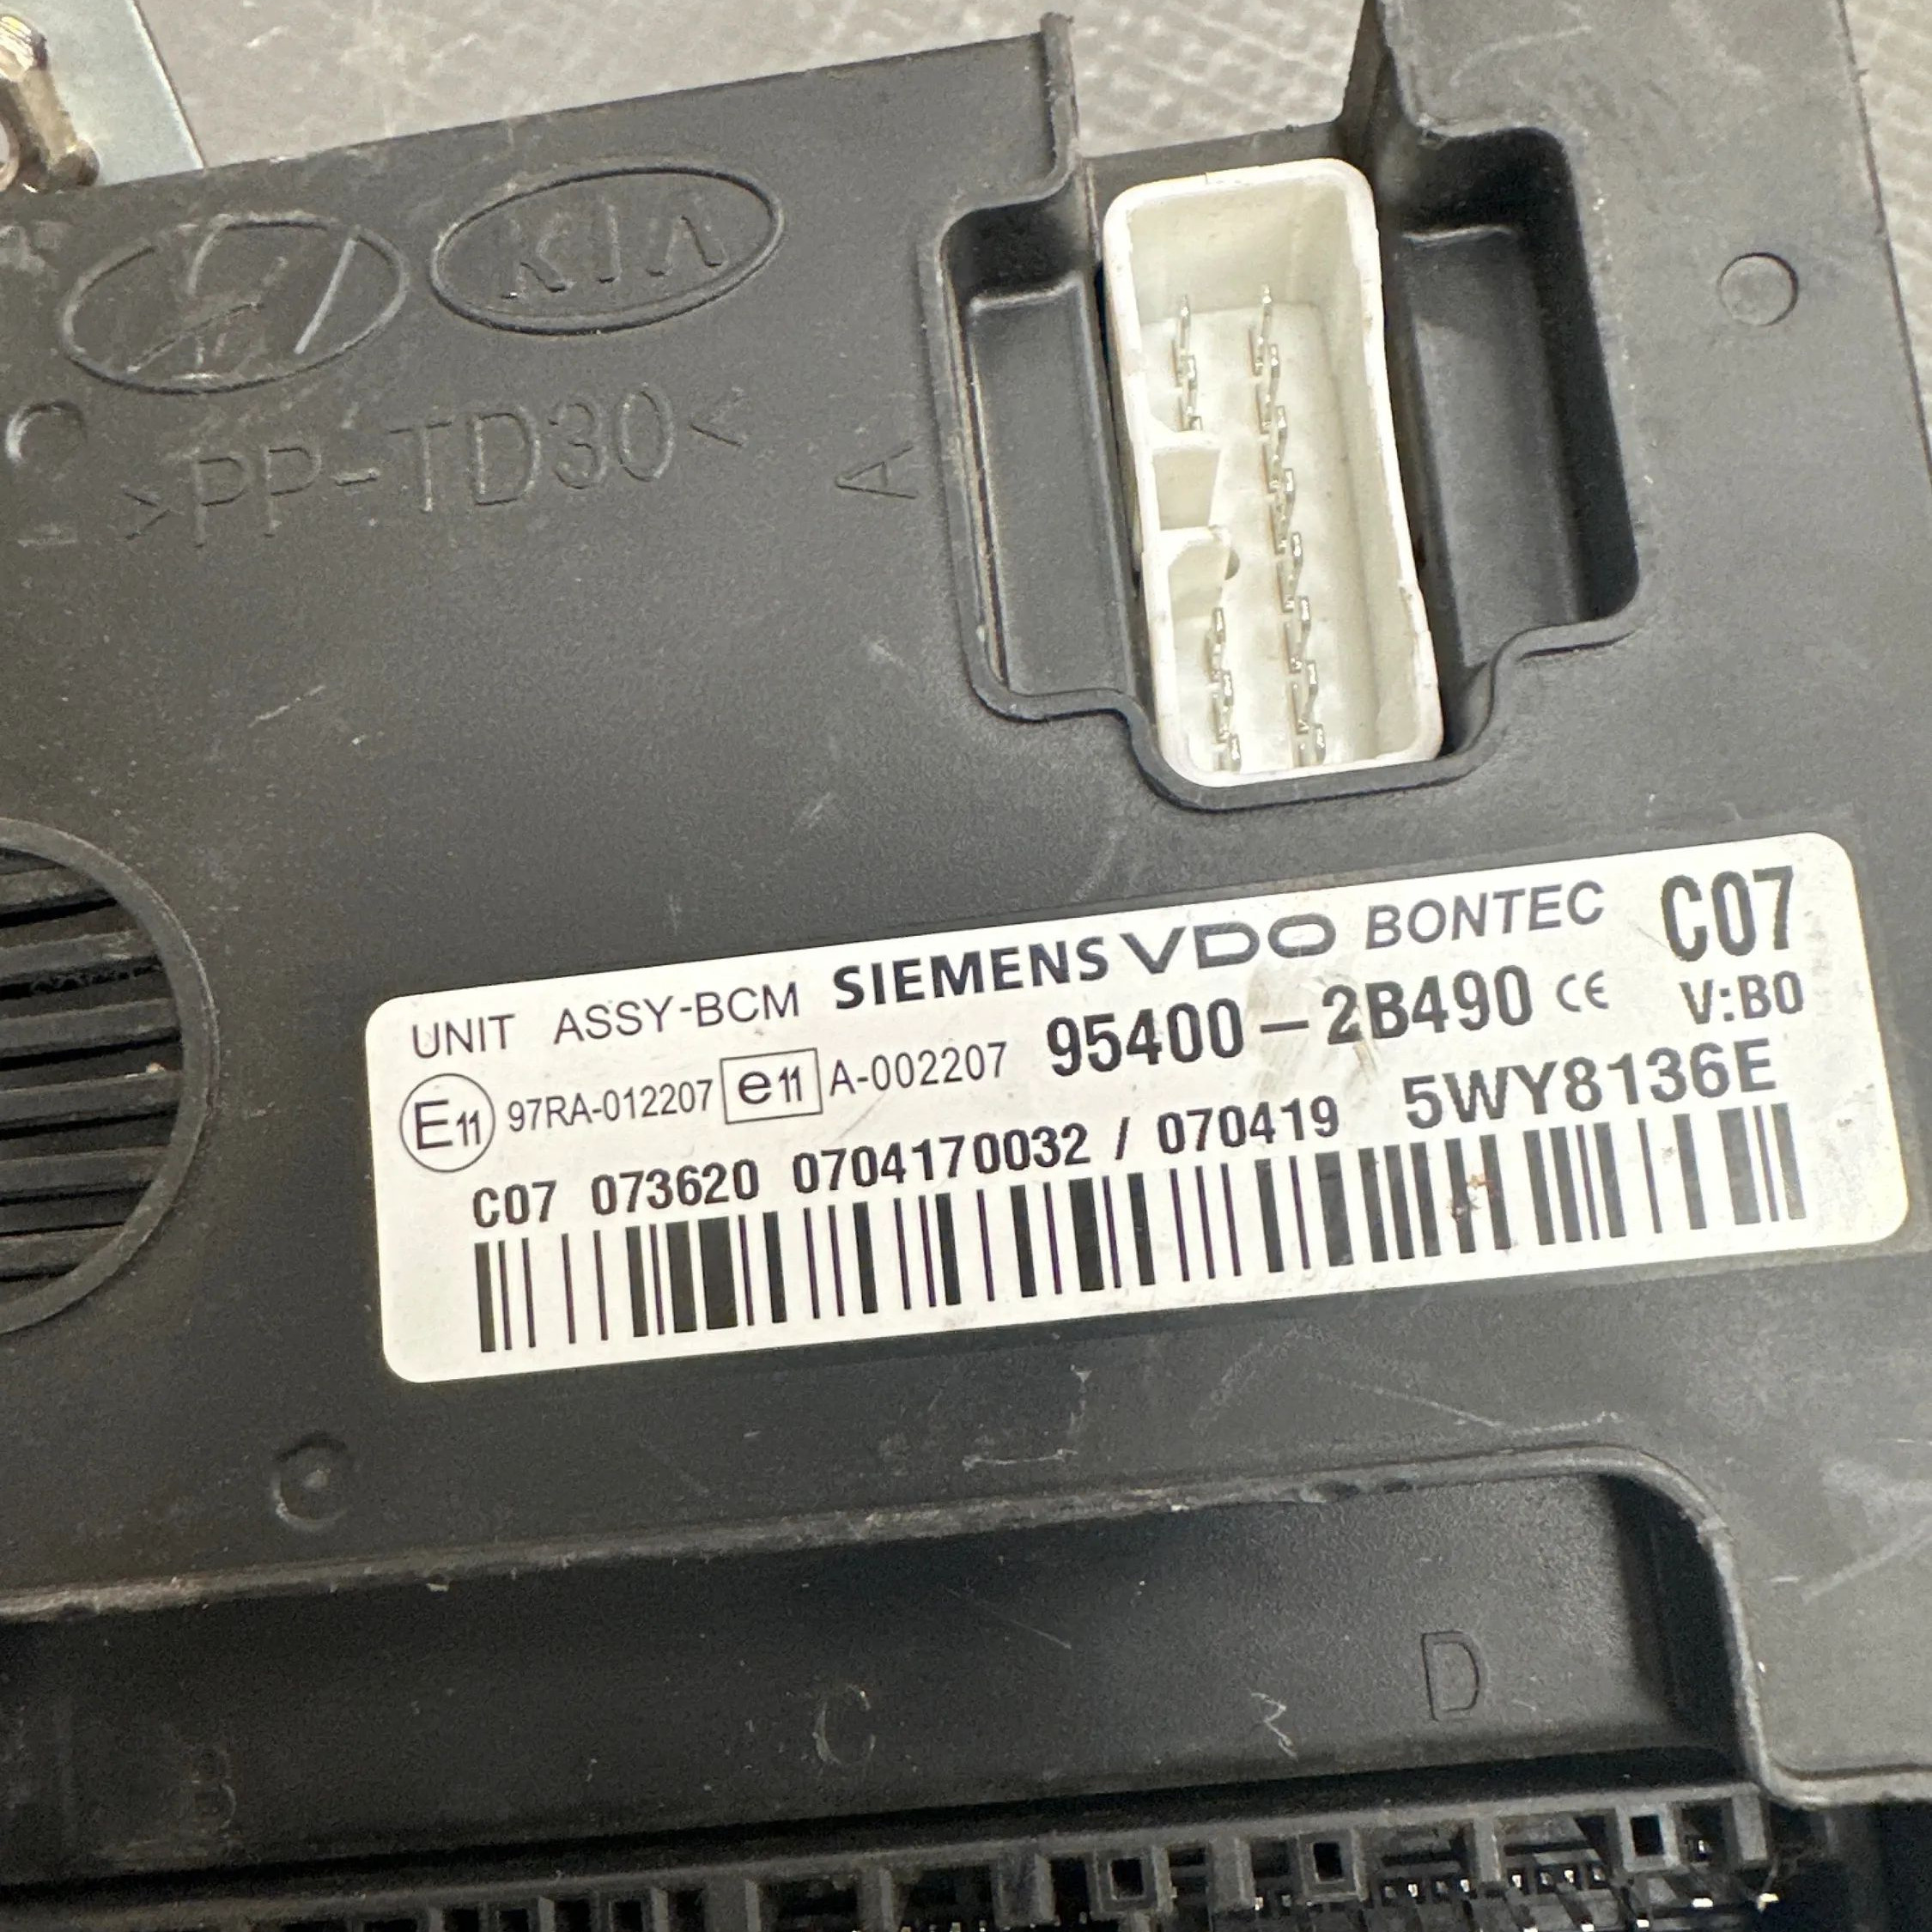 KIA
>PP-TD30<
A
UNIT ASSY-BCM SIEMENS VDO BONTEC C07
95400-2B490 CE V:B0
E11 97RA-012207 e11 A-002207
C07 073620 0704170032 / 070419 5WY8136E
B
C
D